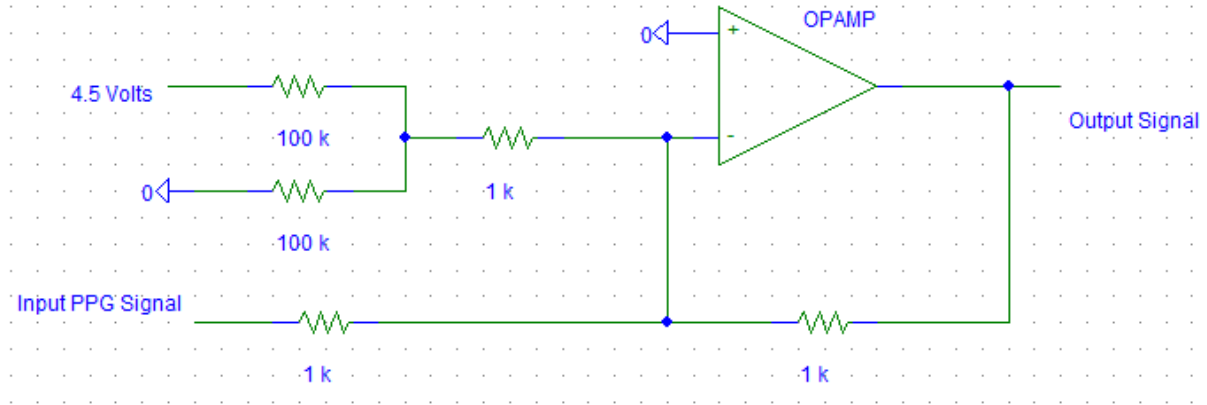 OPAMP
0
+
4.5 Volts
100 k
-
Output Signal
0
1 k
100 k
Input PPG Signal
1 k
1 k